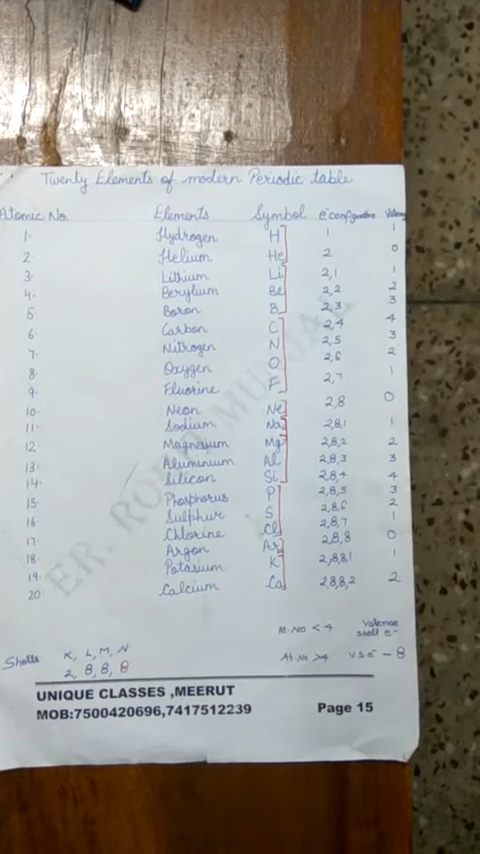 Twenty Elements of modern Periodic table
Atomic No. Elements Symbol e⁻configuration Valency
1. Hydrogen H 1 1
2. Helium He 2 0
3. Lithium Li 2,1 1
4. Berylium Be 2,2 2
5. Boron B 2,3 3
6. Carbon C 2,4 4
7. Nitrogen N 2,5 3
8. Oxygen O 2,6 2
9. Fluorine F 2,7 1
10. Neon Ne 2,8 0
11. Sodium Na 2,8,1 1
12 Magnesium Mg 2,8,2 2
13. Aluminium Al 2,8,3 3
14. Silicon Si 2,8,4 4
15. Phosphorus P 2,8,5 3
16. Sulphur S 2,8,6 2
17. Chlorine Cl 2,8,7 1
18. Argon Ar 2,8,8 0
19. Potasium K 2,8,8,1 1
20 Calcium Ca 2,8,8,2 2
At.No < 4 Valence shell e-
Shells K, L, M, N
2, 8, 8, 8
At.No >4 V.S e⁻ - 8
ER. ROHIT MUDGAL
UNIQUE CLASSES ,MEERUT
MOB:7500420696,7417512239 Page 15